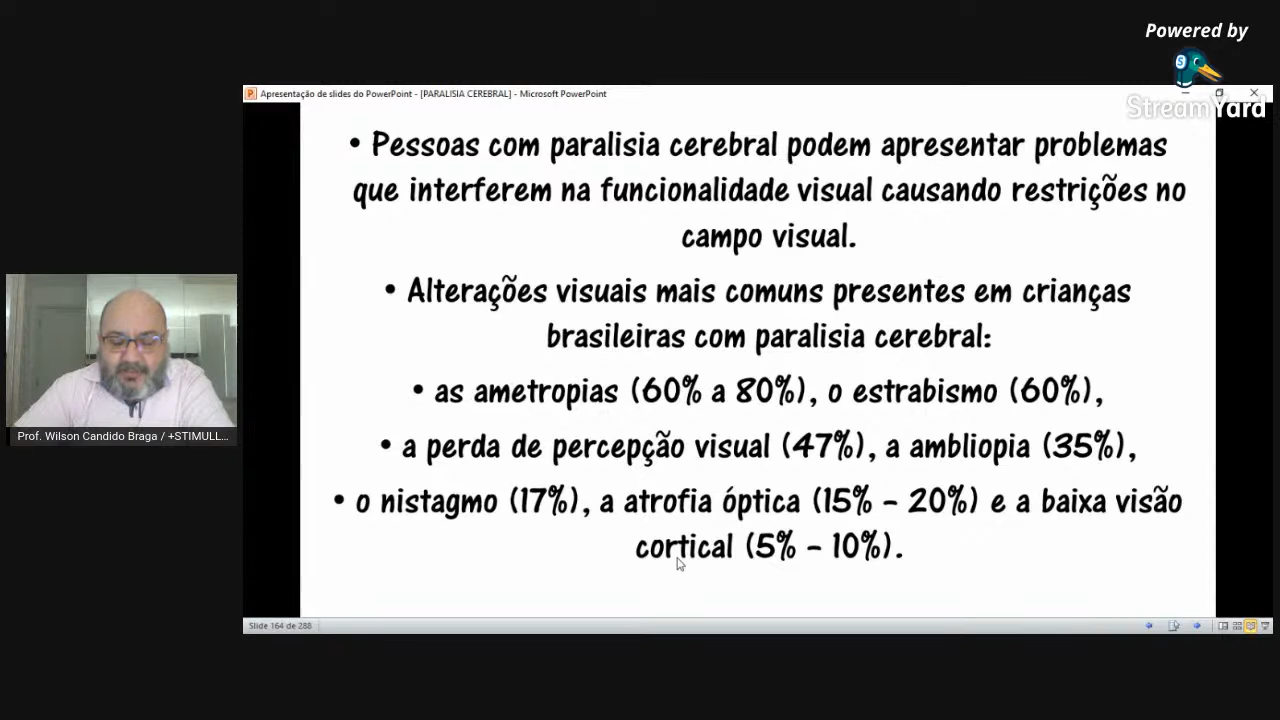 Powered by
StreamYard
Apresentação de slides do PowerPoint - [PARALISIA CEREBRAL] - Microsoft PowerPoint
• Pessoas com paralisia cerebral podem apresentar problemas
que interferem na funcionalidade visual causando restrições no
campo visual.
• Alterações visuais mais comuns presentes em crianças
brasileiras com paralisia cerebral:
• as ametropias (60% a 80%), o estrabismo (60%),
• a perda de percepção visual (47%), a ambliopia (35%),
• o nistagmo (17%), a atrofia óptica (15% – 20%) e a baixa visão
cortical (5% – 10%).
Prof. Wilson Candido Braga / +STIMULL...
Slide 164 de 288